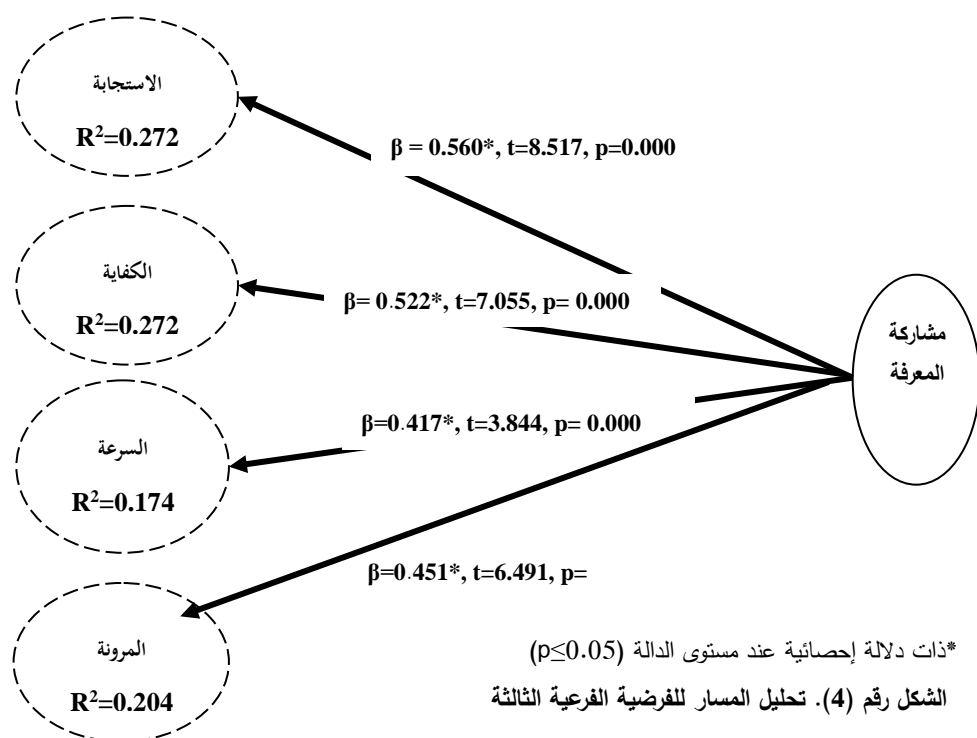 الاستجابة
R²=0.272
β = 0.560*, t=8.517, p=0.000
الكفاية
R²=0.272
β= 0.522*, t=7.055, p= 0.000
مشاركة
المعرفة
السرعة
R²=0.174
β=0.417*, t=3.844, p= 0.000
المرونة
R²=0.204
β=0.451*, t=6.491, p=
*ذات دلالة إحصائية عند مستوى الدالة (p≤0.05)
الشكل رقم (4). تحليل المسار للفرضية الفرعية الثالثة